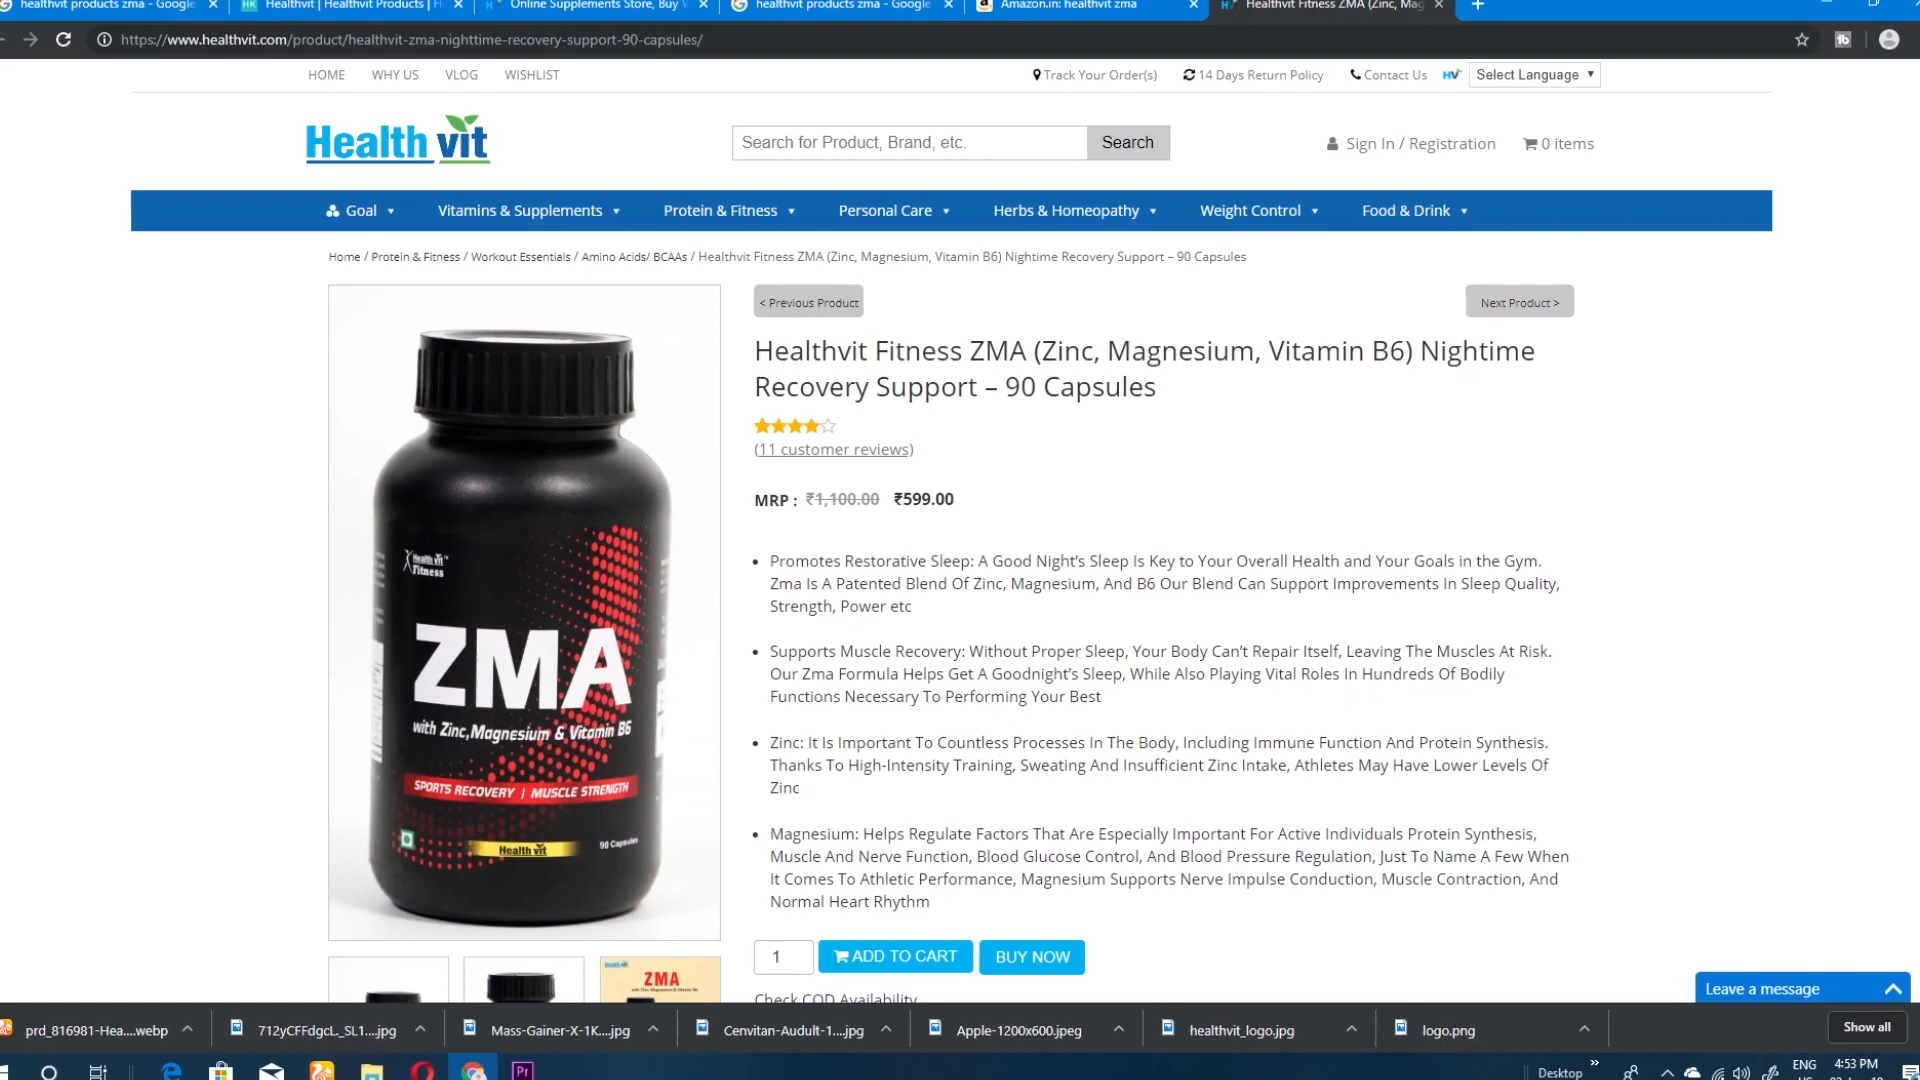 healthvit products zma - Google
Healthvit | Healthvit Products |
Online Supplements Store, Buy V
healthvit products zma - Google
Amazon.in: healthvit zma
Healthvit Fitness ZMA (Zinc, Mag
https://www.healthvit.com/product/healthvit-zma-nighttime-recovery-support-90-capsules/
HOME WHY US VLOG WISHLIST
Track Your Order(s) 14 Days Return Policy Contact Us HV Select Language
Health vit
Search for Product, Brand, etc. Search
Sign In / Registration 0 items
Goal Vitamins & Supplements Protein & Fitness Personal Care Herbs & Homeopathy Weight Control Food & Drink
Home / Protein & Fitness / Workout Essentials / Amino Acids/ BCAAs / Healthvit Fitness ZMA (Zinc, Magnesium, Vitamin B6) Nightime Recovery Support – 90 Capsules
< Previous Product Next Product >
Healthvit Fitness ZMA (Zinc, Magnesium, Vitamin B6) Nightime
Recovery Support – 90 Capsules
(11 customer reviews)
MRP : ₹1,100.00 ₹599.00
• Promotes Restorative Sleep: A Good Night's Sleep Is Key to Your Overall Health and Your Goals in the Gym.
Zma Is A Patented Blend Of Zinc, Magnesium, And B6 Our Blend Can Support Improvements In Sleep Quality,
Strength, Power etc
• Supports Muscle Recovery: Without Proper Sleep, Your Body Can't Repair Itself, Leaving The Muscles At Risk.
Our Zma Formula Helps Get A Goodnight's Sleep, While Also Playing Vital Roles In Hundreds Of Bodily
Functions Necessary To Performing Your Best
• Zinc: It Is Important To Countless Processes In The Body, Including Immune Function And Protein Synthesis.
Thanks To High-Intensity Training, Sweating And Insufficient Zinc Intake, Athletes May Have Lower Levels Of
Zinc
• Magnesium: Helps Regulate Factors That Are Especially Important For Active Individuals Protein Synthesis,
Muscle And Nerve Function, Blood Glucose Control, And Blood Pressure Regulation, Just To Name A Few When
It Comes To Athletic Performance, Magnesium Supports Nerve Impulse Conduction, Muscle Contraction, And
Normal Heart Rhythm
1 ADD TO CART BUY NOW
Check COD Availability
Health vit
Fitness
ZMA
with Zinc, Magnesium & Vitamin B6
SPORTS RECOVERY | MUSCLE STRENGTH
Health vit
90 Capsules
ZMA
Leave a message
prd_816981-Hea....webp 712yCFFdgcL_SL1....jpg Mass-Gainer-X-1K....jpg Cenvitan-Audult-1....jpg Apple-1200x600.jpeg healthvit_logo.jpg logo.png Show all
Pr
Desktop
ENG
4:53 PM